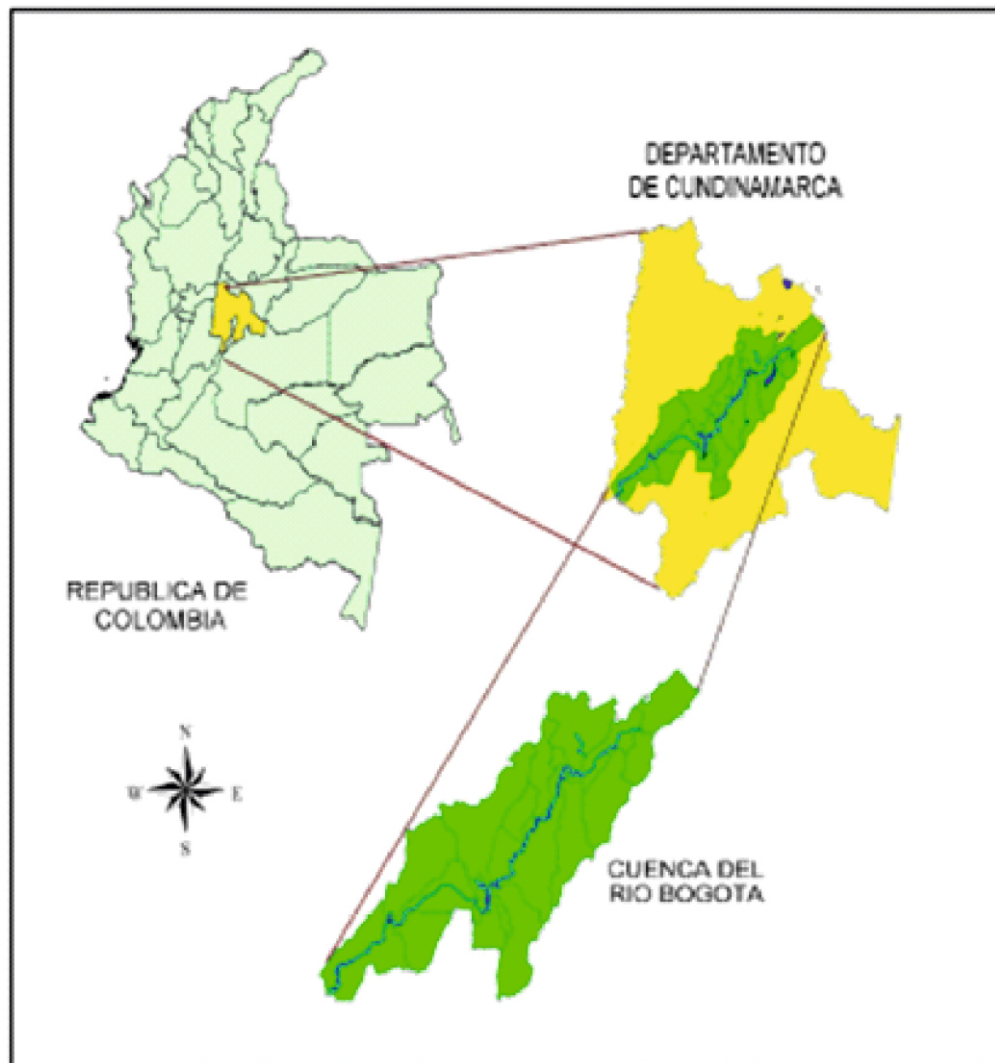 DEPARTAMENTO
DE CUNDINAMARCA
REPUBLICA DE
COLOMBIA
N
W E
S
CUENCA DEL
RIO BOGOTA